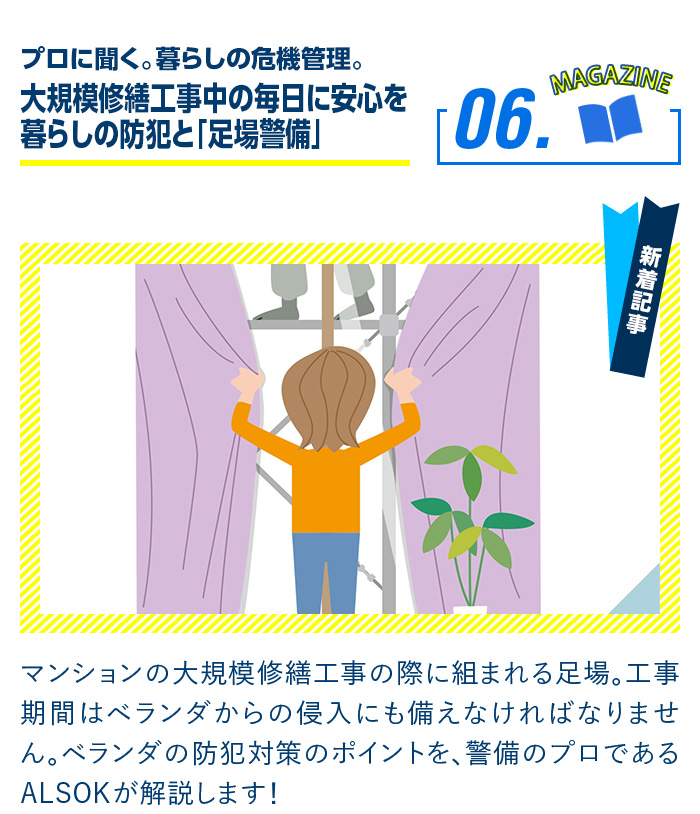 プロに聞く。暮らしの危機管理。
大規模修繕工事中の毎日に安心を
暮らしの防犯と「足場警備」
06.
MAGAZINE
新着記事
マンションの大規模修繕工事の際に組まれる足場。工事
期間はベランダからの侵入にも備えなければなりませ
ん。ベランダの防犯対策のポイントを、警備のプロである
ALSOKが解説します!